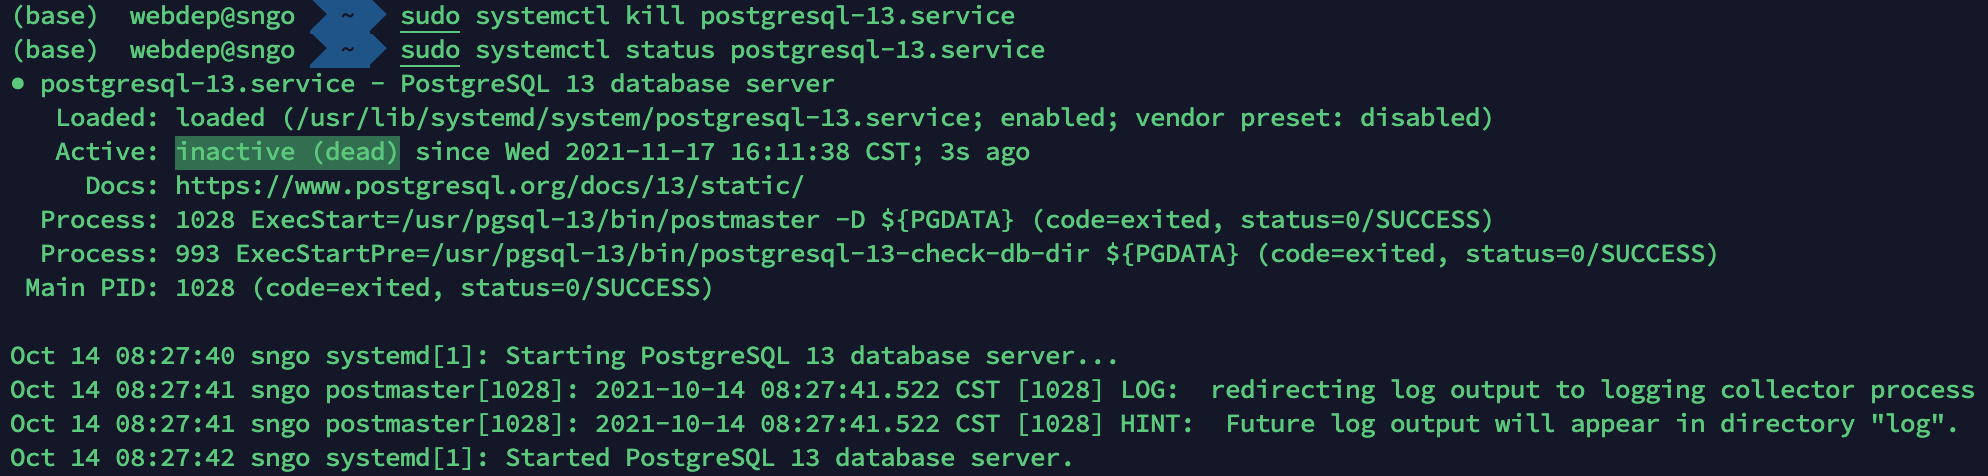 (base) webdep@sngo ~ sudo systemctl kill postgresql-13.service
(base) webdep@sngo ~ sudo systemctl status postgresql-13.service
● postgresql-13.service - PostgreSQL 13 database server
Loaded: loaded (/usr/lib/systemd/system/postgresql-13.service; enabled; vendor preset: disabled)
Active: inactive (dead) since Wed 2021-11-17 16:11:38 CST; 3s ago
Docs: https://www.postgresql.org/docs/13/static/
Process: 1028 ExecStart=/usr/pgsql-13/bin/postmaster -D ${PGDATA} (code=exited, status=0/SUCCESS)
Process: 993 ExecStartPre=/usr/pgsql-13/bin/postgresql-13-check-db-dir ${PGDATA} (code=exited, status=0/SUCCESS)
Main PID: 1028 (code=exited, status=0/SUCCESS)

Oct 14 08:27:40 sngo systemd[1]: Starting PostgreSQL 13 database server...
Oct 14 08:27:41 sngo postmaster[1028]: 2021-10-14 08:27:41.522 CST [1028] LOG:  redirecting log output to logging collector process
Oct 14 08:27:41 sngo postmaster[1028]: 2021-10-14 08:27:41.522 CST [1028] HINT:  Future log output will appear in directory "log".
Oct 14 08:27:42 sngo systemd[1]: Started PostgreSQL 13 database server.